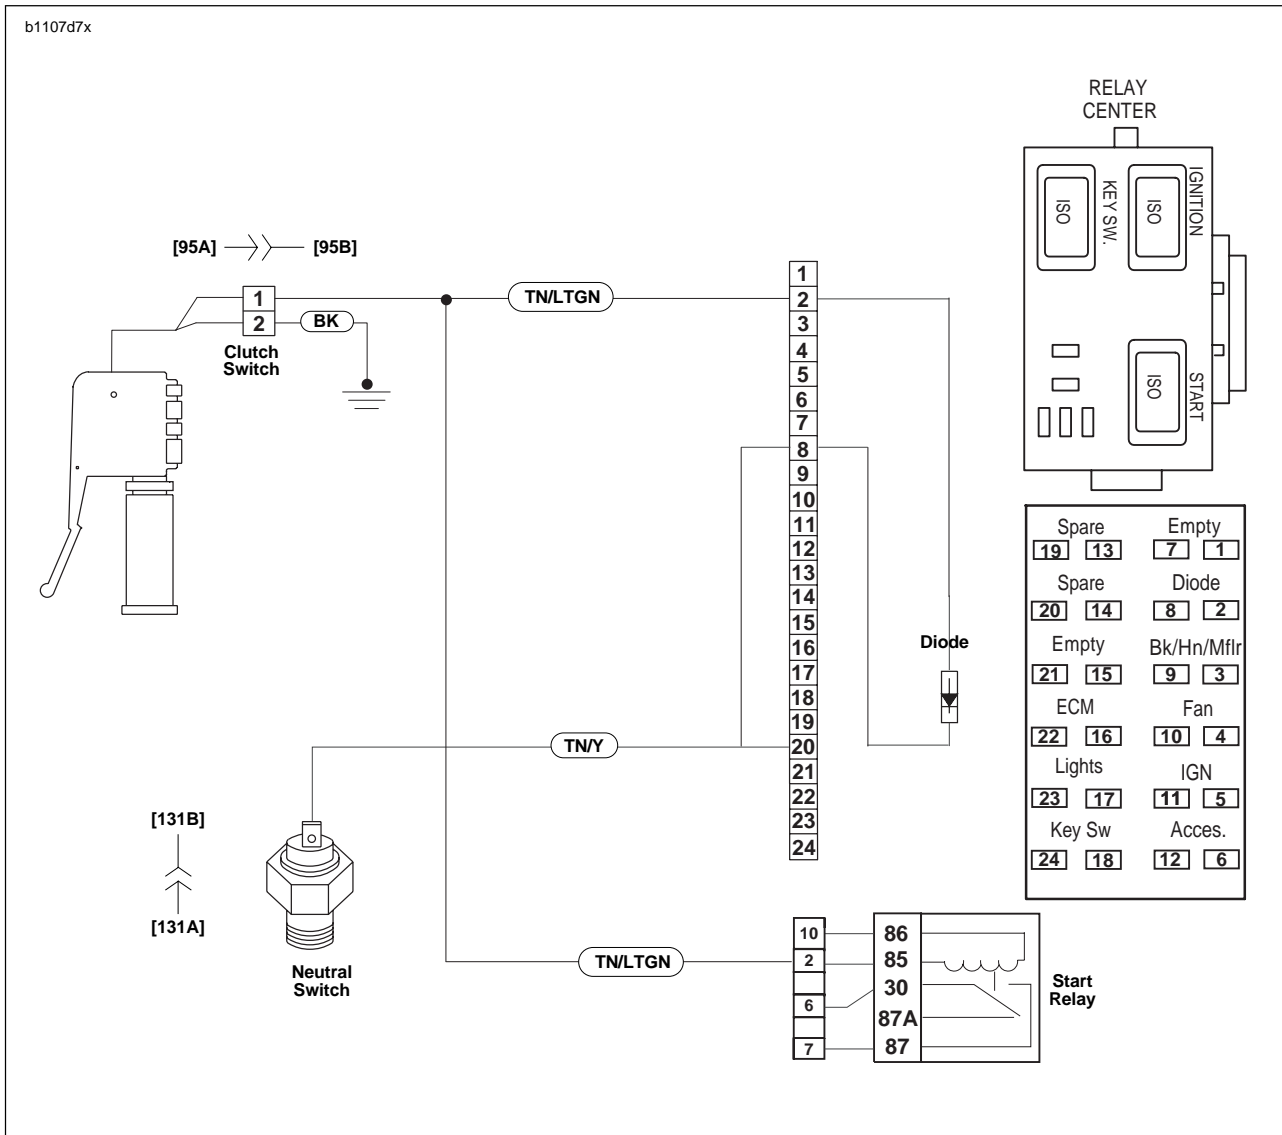 b1107d7x
RELAY
CENTER
KEY SW.
IGNITION
ISO
ISO
START
ISO
[95A]
[95B]
1
2
BK
Clutch
Switch
TN/LTGN
1
2
3
4
5
6
7
8
9
10
11
12
13
14
15
16
17
18
19
20
21
22
23
24
Diode
TN/Y
[131B]
[131A]
Neutral
Switch
TN/LTGN
10
2
6
7
86
85
30
87A
87
Start
Relay
Spare Empty
19 13 7 1
Spare Diode
20 14 8 2
Empty Bk/Hn/Mflr
21 15 9 3
ECM Fan
22 16 10 4
Lights IGN
23 17 11 5
Key Sw Acces.
24 18 12 6